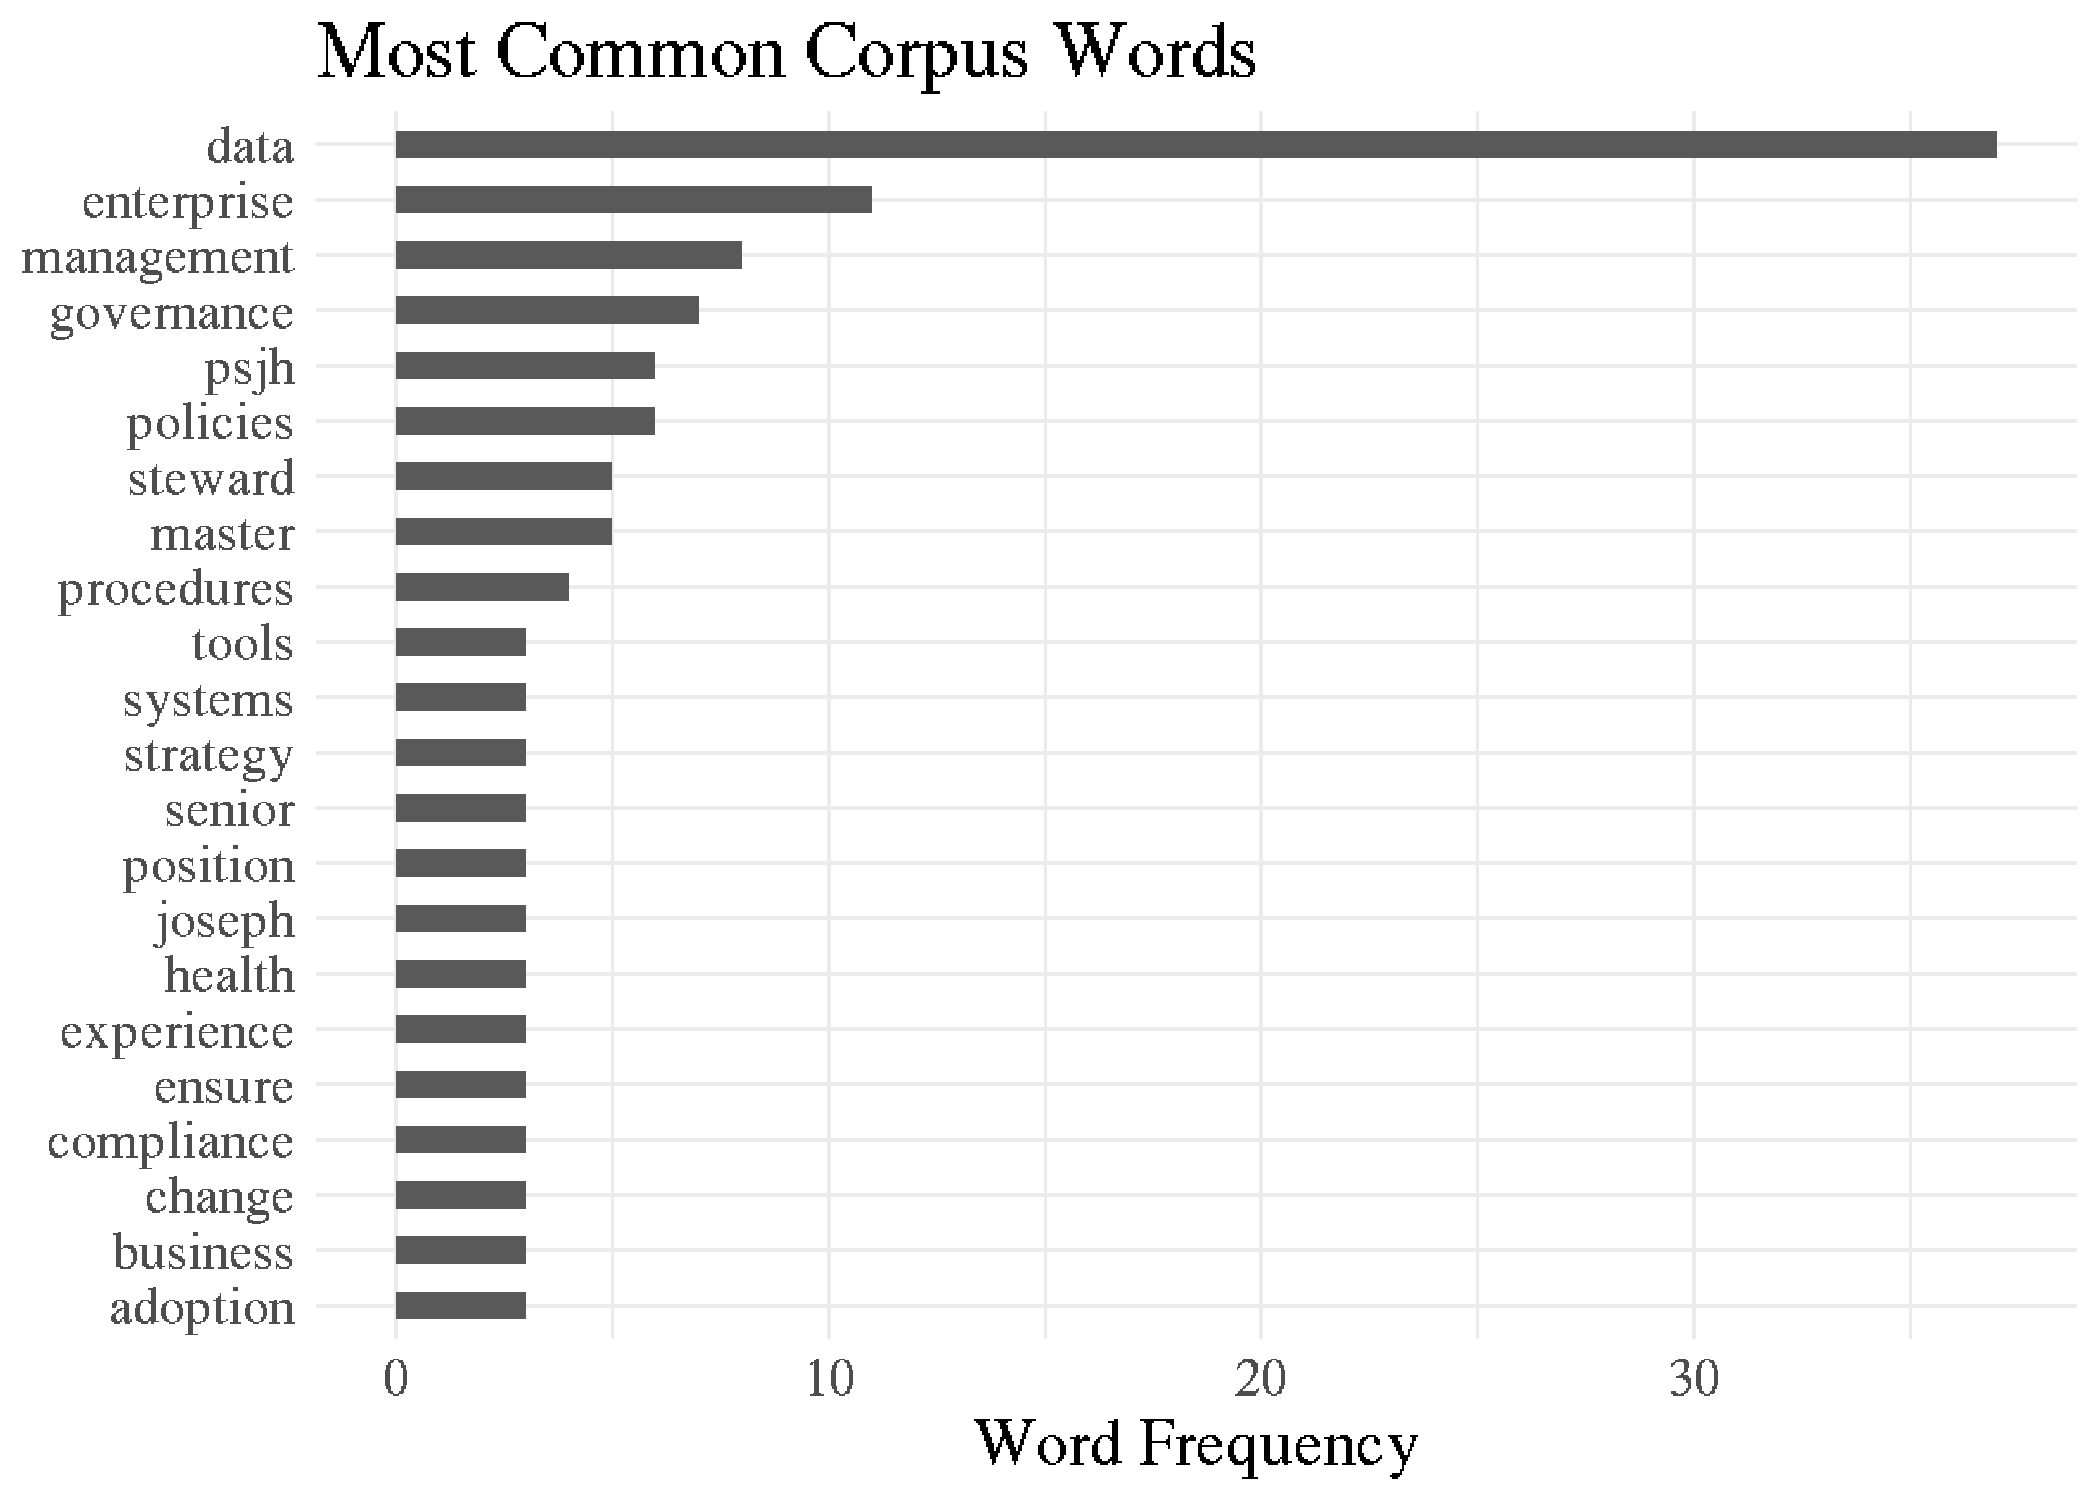 Most Common Corpus Words
data
enterprise
management
governance
psjh
policies
steward
master
procedures
tools
systems
strategy
senior
position
joseph
health
experience
ensure
compliance
change
business
adoption
0 10 20 30
Word Frequency